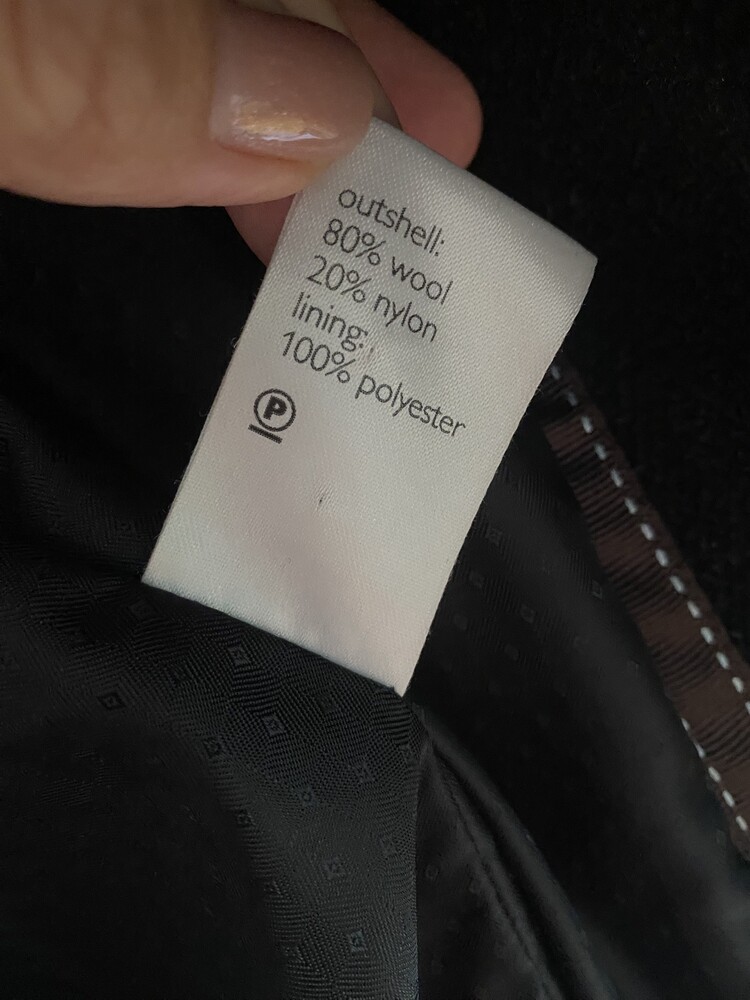 outshell:
80% wool
20% nylon
lining:
100% polyester
P